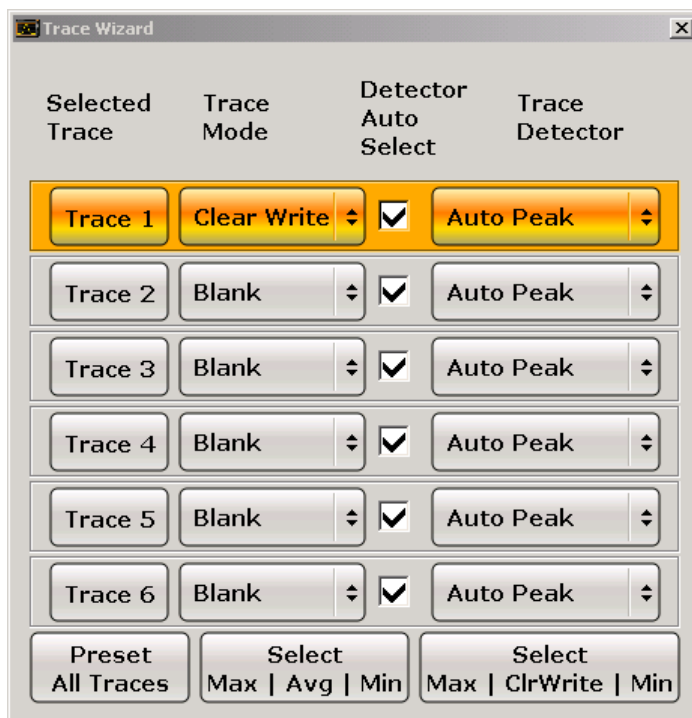 Trace Wizard
Selected Trace
Trace Mode
Detector Auto Select
Trace Detector
Trace 1 Clear Write Auto Peak
Trace 2 Blank Auto Peak
Trace 3 Blank Auto Peak
Trace 4 Blank Auto Peak
Trace 5 Blank Auto Peak
Trace 6 Blank Auto Peak
Preset
All Traces
Select
Max | Avg | Min
Select
Max | ClrWrite | Min